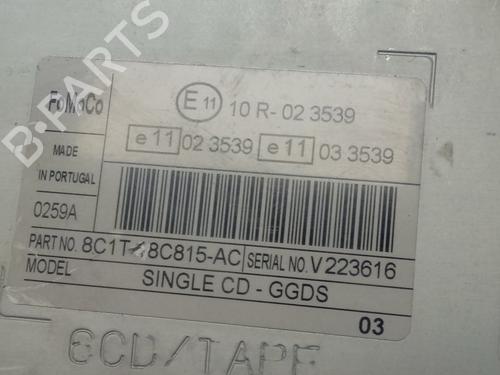 B-PARTS
FoMoCo
E 11 10 R- 02 3539
e 11 02 3539 e 11 03 3539
MADE
IN PORTUGAL
0259A
PART NO. 8C1T-18C815-AC SERIAL NO. V 223616
MODEL SINGLE CD - GGDS
03
6CD/TAPE